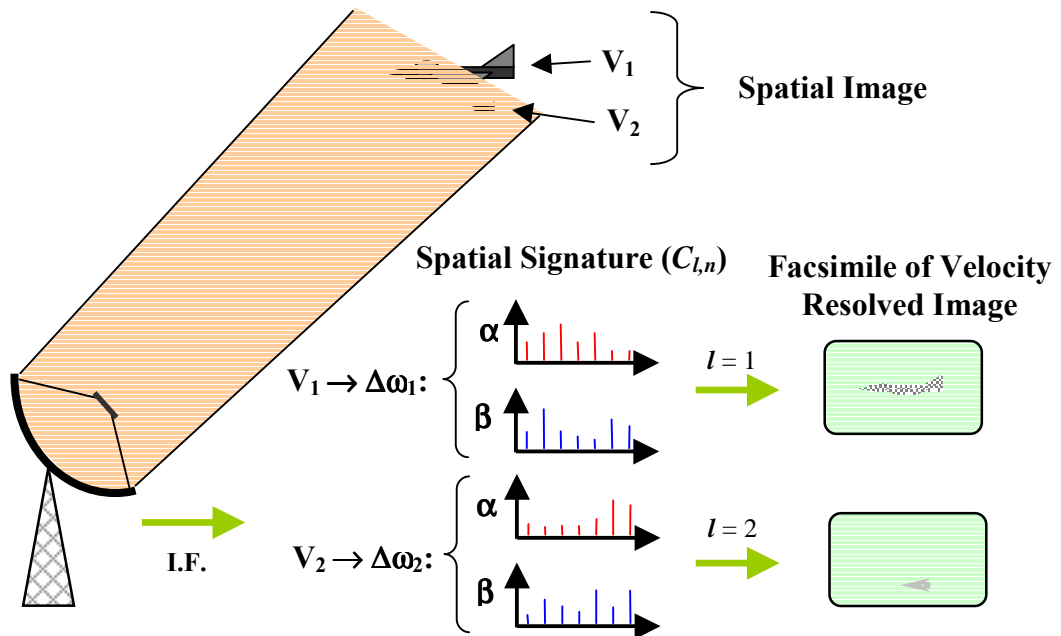 V₁
V₂
Spatial Image
Spatial Signature (Cₗ,ₙ)
Facsimile of Velocity
Resolved Image
α
V₁ → Δω₁:
β
l = 1
α
V₂ → Δω₂:
β
l = 2
I.F.